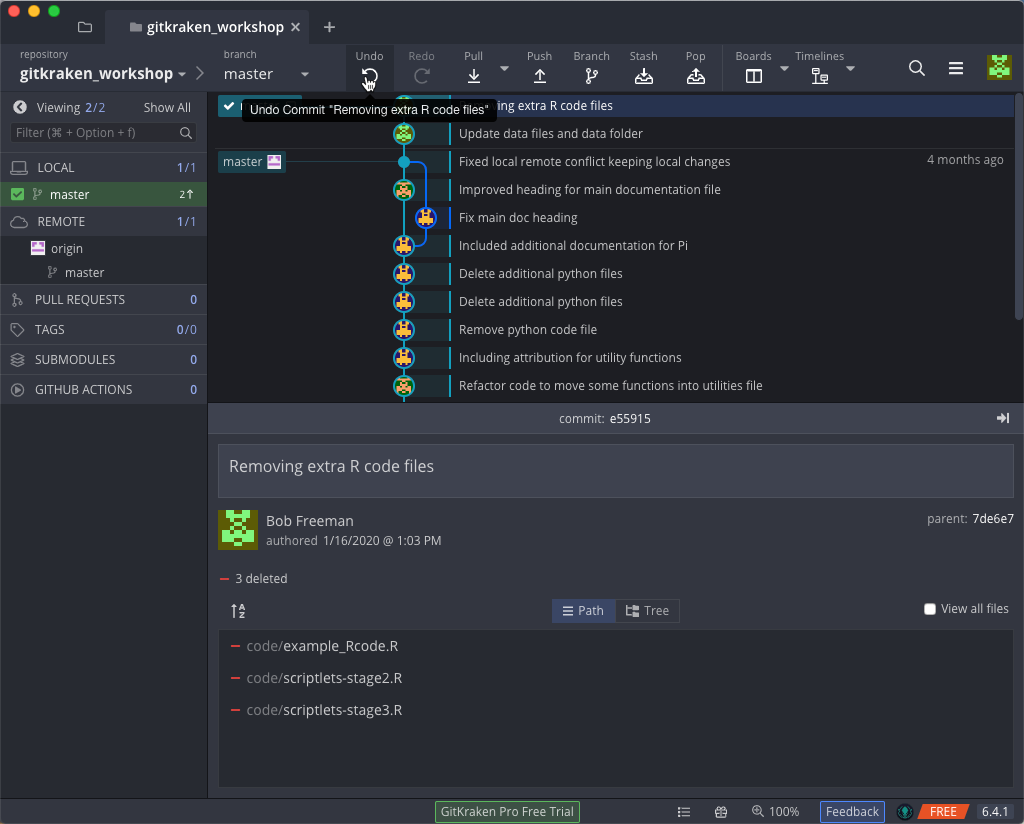 gitkraken_workshop × +
repository
gitkraken_workshop
branch
master
Undo
Redo
Pull
Push
Branch
Stash
Pop
Boards
Timelines
Viewing 2/2 Show All
Filter (⌘ + Option + f)
LOCAL 1/1
master 2↑
REMOTE 1/1
origin
master
PULL REQUESTS 0
TAGS 0/0
SUBMODULES 0
GITHUB ACTIONS 0
Undo Commit "Removing extra R code files"
ing extra R code files
Update data files and data folder
master
Fixed local remote conflict keeping local changes 4 months ago
Improved heading for main documentation file
Fix main doc heading
Included additional documentation for Pi
Delete additional python files
Delete additional python files
Remove python code file
Including attribution for utility functions
Refactor code to move some functions into utilities file
commit: e55915
Removing extra R code files
Bob Freeman
authored 1/16/2020 @ 1:03 PM
parent: 7de6e7
3 deleted
A
Z
Path
Tree
View all files
code/example_Rcode.R
code/scriptlets-stage2.R
code/scriptlets-stage3.R
GitKraken Pro Free Trial
100%
Feedback
FREE
6.4.1